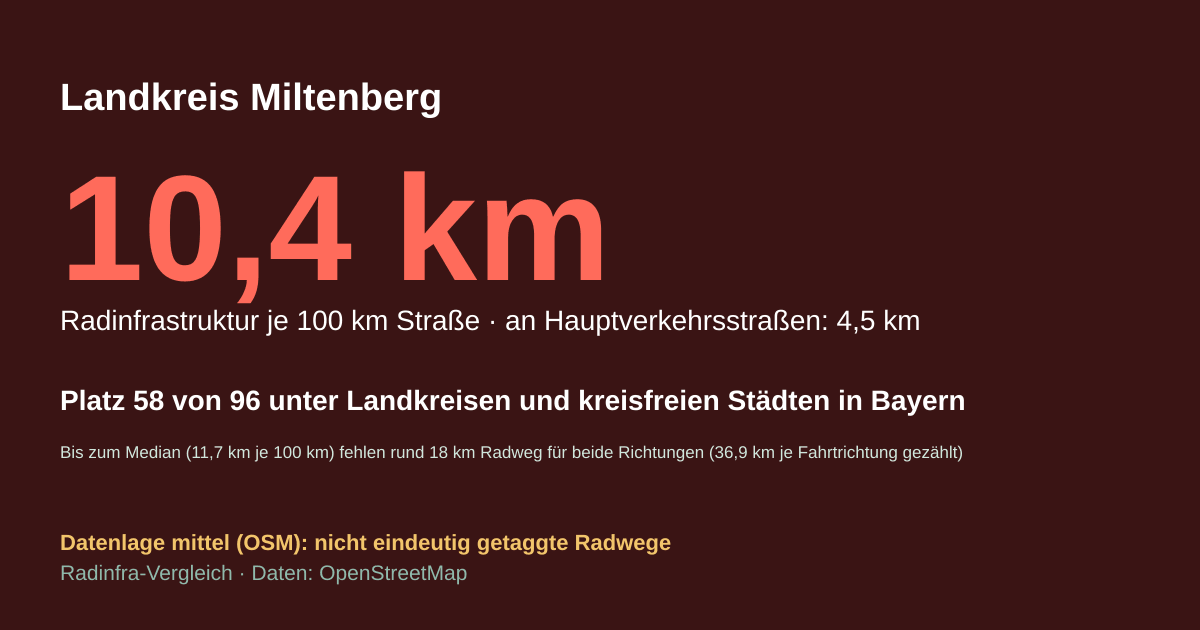 Landkreis Miltenberg
10,4 km
Radinfrastruktur je 100 km Straße · an Hauptverkehrsstraßen: 4,5 km
Platz 58 von 96 unter Landkreisen und kreisfreien Städten in Bayern
Bis zum Median (11,7 km je 100 km) fehlen rund 18 km Radweg für beide Richtungen (36,9 km je Fahrtrichtung gezählt)
Datenlage mittel (OSM): nicht eindeutig getaggte Radwege
Radinfra-Vergleich · Daten: OpenStreetMap